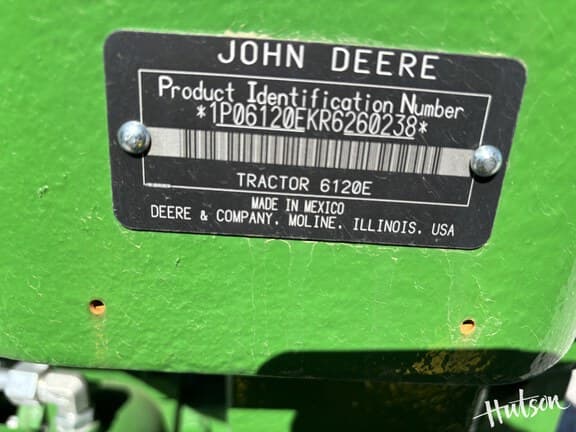 JOHN DEERE
Product Identification Number
*1P06120EKR6260238*
TRACTOR 6120E
MADE IN MEXICO
DEERE & COMPANY, MOLINE, ILLINOIS, USA
Hutson